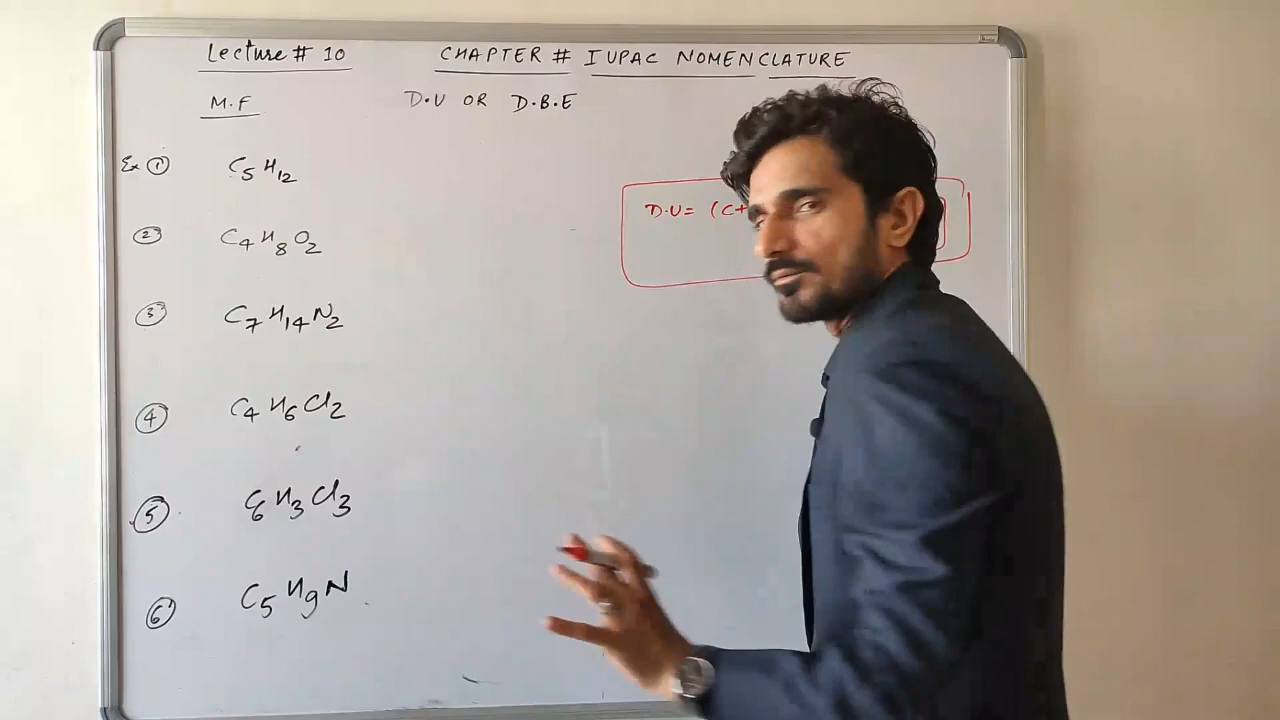 Lecture # 10 CHAPTER # IUPAC NOMENCLATURE
M.F D.U OR D.B.E
Ex ① C5H12
② C4H8O2
D.U= (C+
③ C7H14N2
④ C4H6Cl2
⑤ C6H3Cl3
⑥ C5H9N